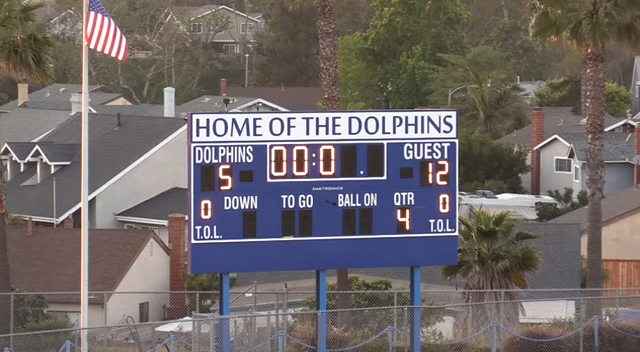 HOME OF THE DOLPHINS
DOLPHINS 00:0 . GUEST
5 12
DAKTRONICS
0 DOWN TO GO BALL ON QTR 0
T.O.L. 4 T.O.L.